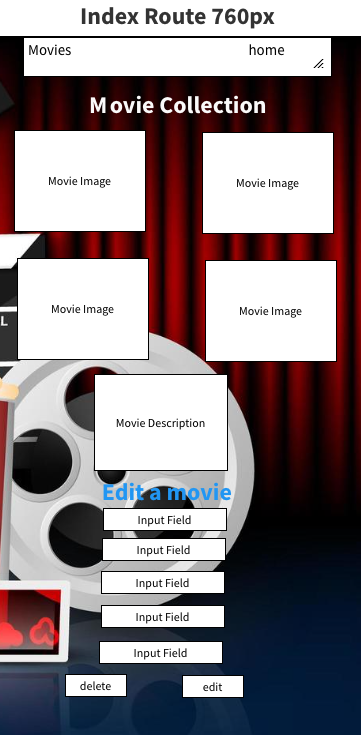 Index Route 760px
Movies home
Movie Collection
Movie Image
Movie Image
Movie Image
Movie Image
L
Movie Description
Edit a movie
Input Field
Input Field
Input Field
Input Field
Input Field
delete edit